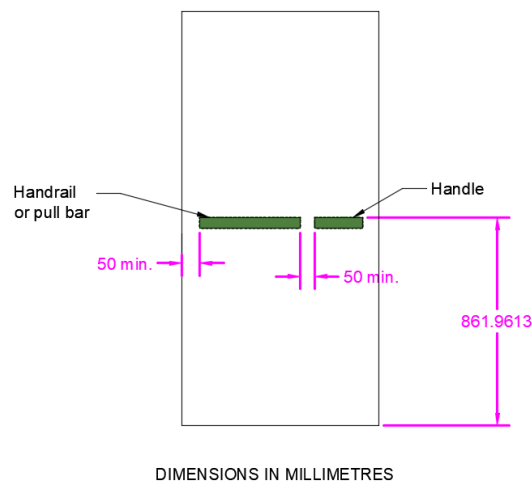 Handrail
or pull bar
Handle
50 min.
50 min.
861.9613
DIMENSIONS IN MILLIMETRES